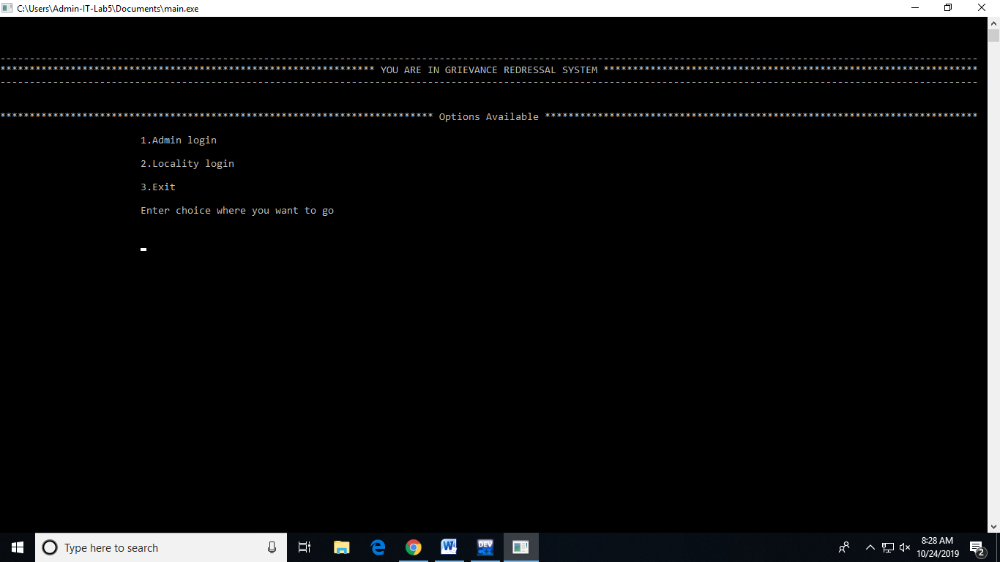 C:\Users\Admin-IT-Lab5\Documents\main.exe
-----------------------------------------------------------------------------------------------------------------------------------------------------------------------
**************************************************************** YOU ARE IN GRIEVANCE REDRESSAL SYSTEM ****************************************************************
-----------------------------------------------------------------------------------------------------------------------------------------------------------------------
************************************************************************** Options Available **************************************************************************
1.Admin login
2.Locality login
3.Exit
Enter choice where you want to go
Type here to search
W
DEV
C++
8:28 AM
10/24/2019
2